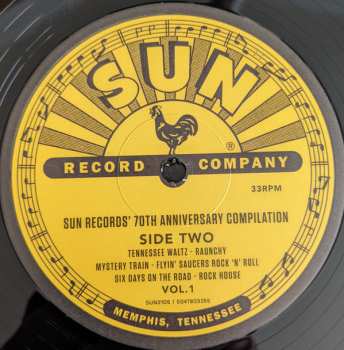 SUN
®
RECORD COMPANY
33RPM
SUN RECORDS' 70TH ANNIVERSARY COMPILATION
SIDE TWO
TENNESSEE WALTZ - RAUNCHY
MYSTERY TRAIN - FLYIN' SAUCERS ROCK 'N' ROLL
SIX DAYS ON THE ROAD - ROCK HOUSE
VOL.1
MEMPHIS, TENNESSEE